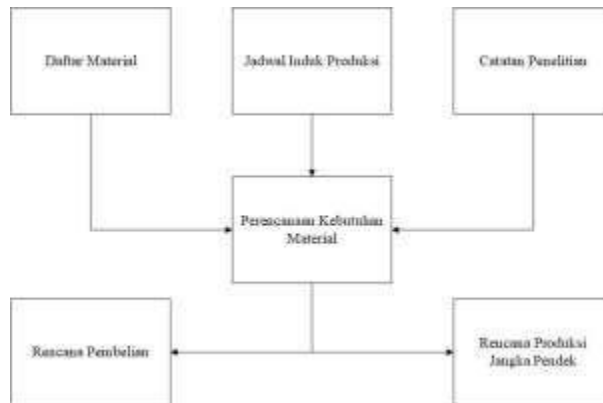 Daftar Material
Jadwal Induk Produksi
Catatan Penelitian
Perencanaan Kebutuhan
Material
Rencana Pembelian
Rencana Produksi
Jangka Pendek